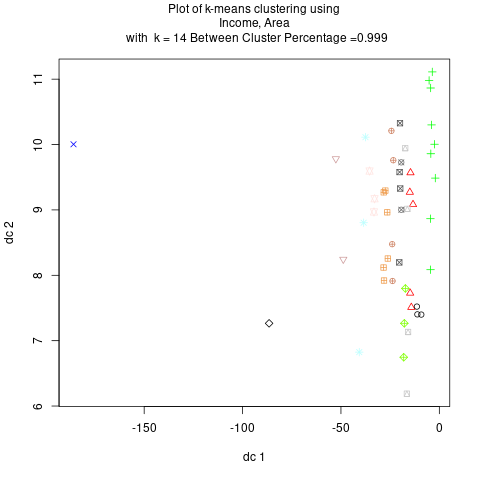 Plot of k-means clustering using
Income, Area
with  k = 14 Between Cluster Percentage =0.999
11
10
9
8
7
6
dc 2
-150
-100
-50
0
dc 1